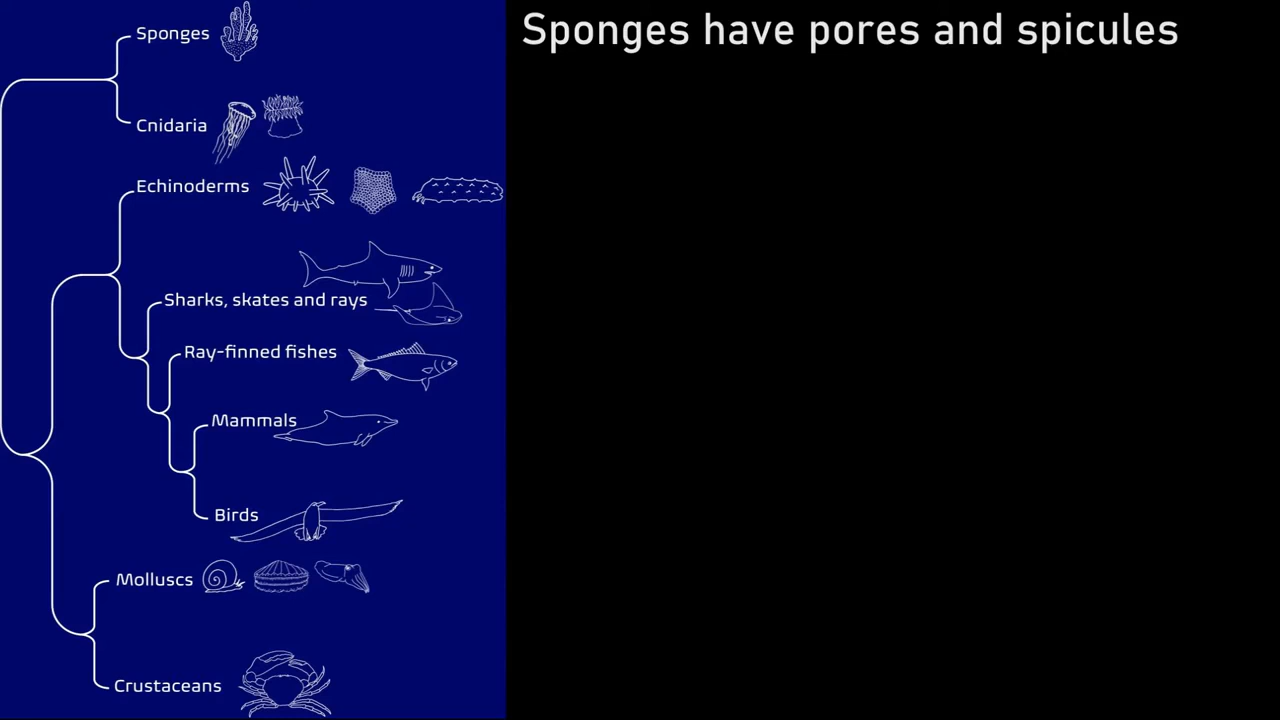 Sponges have pores and spicules
Sponges
Cnidaria
Echinoderms
Sharks, skates and rays
Ray-finned fishes
Mammals
Birds
Molluscs
Crustaceans